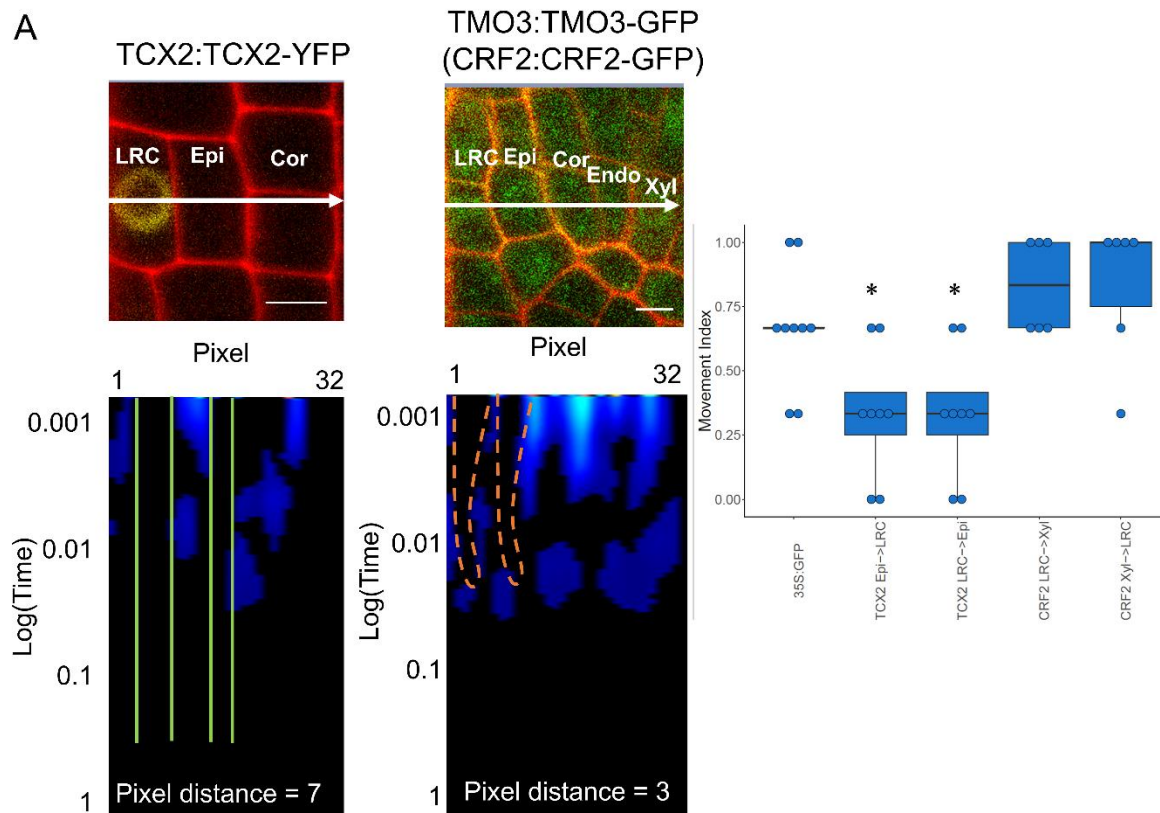 A
TCX2:TCX2-YFP
LRC
Epi
Cor
TMO3:TMO3-GFP
(CRF2:CRF2-GFP)
LRC
Epi
Cor
Endo
Xyl
Pixel
1
32
Log(Time)
0.001
0.01
0.1
1
Pixel distance = 7
Pixel
1
32
Log(Time)
0.001
0.01
0.1
1
Pixel distance = 3
Movement Index
1.00
0.75
0.50
0.25
0.00
*
*
35S:GFP
TCX2 Epi->LRC
TCX2 LRC->Epi
CRF2 LRC->Xyl
CRF2 Xyl->LRC